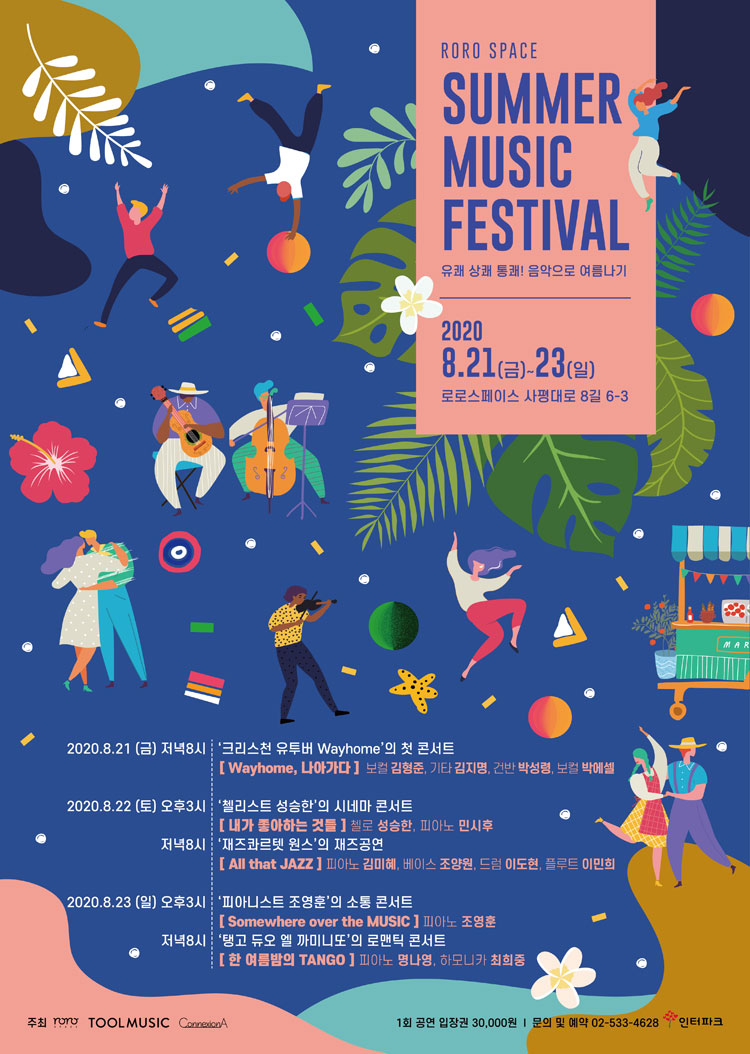 RORO SPACE
SUMMER
MUSIC
FESTIVAL
유쾌 상쾌 통쾌! 음악으로 여름나기
2020
8.21(금)~23(일)
로로스페이스 사평대로 8길 6-3
MAR
2020.8.21 (금) 저녁8시 '크리스천 유투버 Wayhome'의 첫 콘서트
[ Wayhome, 나아가다 ] 보컬 김형준, 기타 김지명, 건반 박성령, 보컬 박에셀
2020.8.22 (토) 오후3시 '첼리스트 성승한'의 시네마 콘서트
[ 내가 좋아하는 것들 ] 첼로 성승한, 피아노 민시후
저녁8시 '재즈콰르텟 원스'의 재즈공연
[ All that JAZZ ] 피아노 김미혜, 베이스 조양원, 드럼 이도현, 플루트 이민희
2020.8.23 (일) 오후3시 '피아니스트 조영훈'의 소통 콘서트
[ Somewhere over the MUSIC ] 피아노 조영훈
저녁8시 '탱고 듀오 엘 까미니또'의 로맨틱 콘서트
[ 한 여름밤의 TANGO ] 피아노 명나영, 하모니카 최희중
주최 roro SPACE TOOLMUSIC ConnexionA 1회 공연 입장권 30,000원 I 문의 및 예약 02-533-4628 인터파크